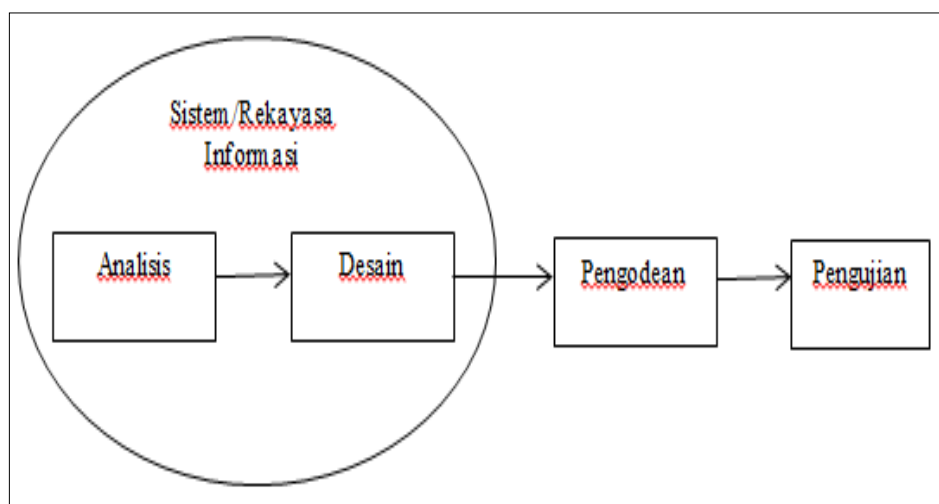 Sistem/Rekayasa
Informasi
Analisis
Desain
Pengodean
Pengujian